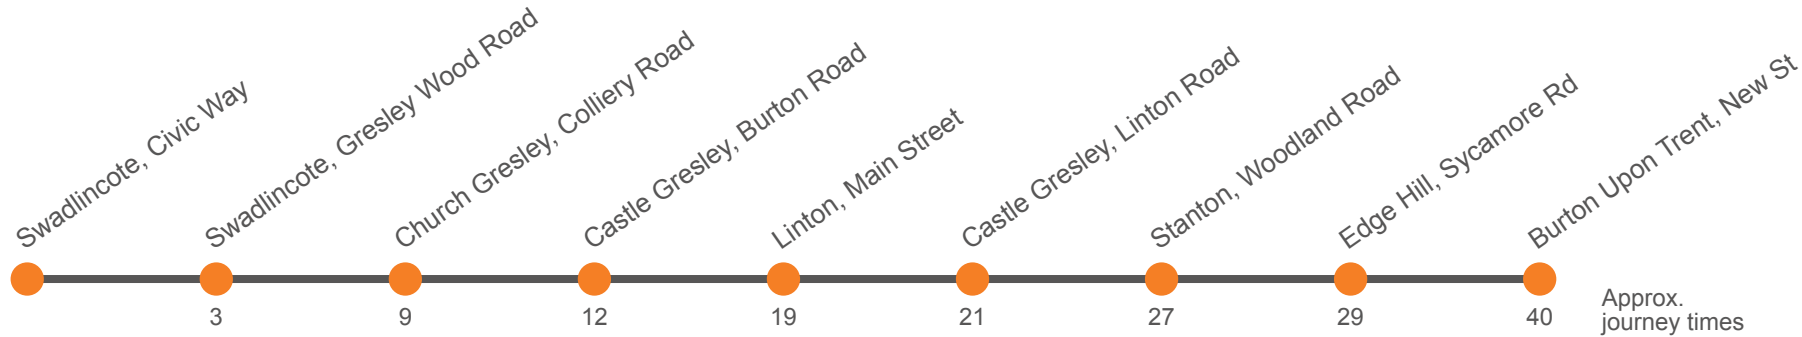 Swadlincote, Civic Way
Swadlincote, Gresley Wood Road
Church Gresley, Colliery Road
Castle Gresley, Burton Road
Linton, Main Street
Castle Gresley, Linton Road
Stanton, Woodland Road
Edge Hill, Sycamore Rd
Burton Upon Trent, New St
3
9
12
19
21
27
29
40
Approx.
journey times